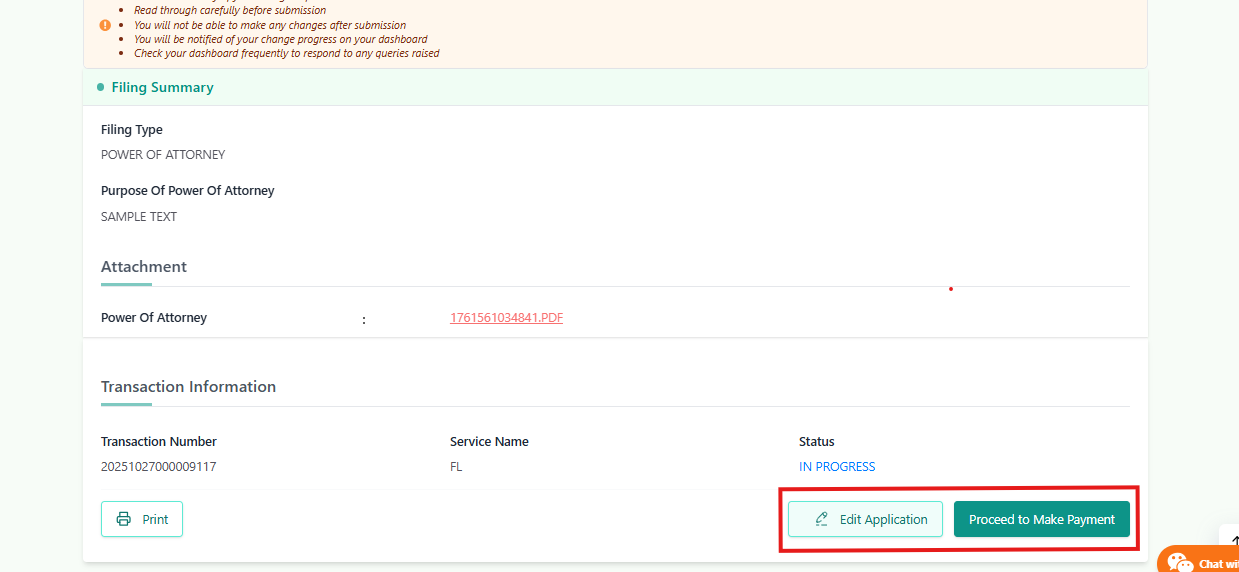 Read through carefully before submission
You will not be able to make any changes after submission
You will be notified of your change progress on your dashboard
Check your dashboard frequently to respond to any queries raised
Filing Summary
Filing Type
POWER OF ATTORNEY
Purpose Of Power Of Attorney
SAMPLE TEXT
Attachment
Power Of Attorney : 1761561034841.PDF
Transaction Information
Transaction Number Service Name Status
20251027000009117 FL IN PROGRESS
Print Edit Application Proceed to Make Payment
Chat wit